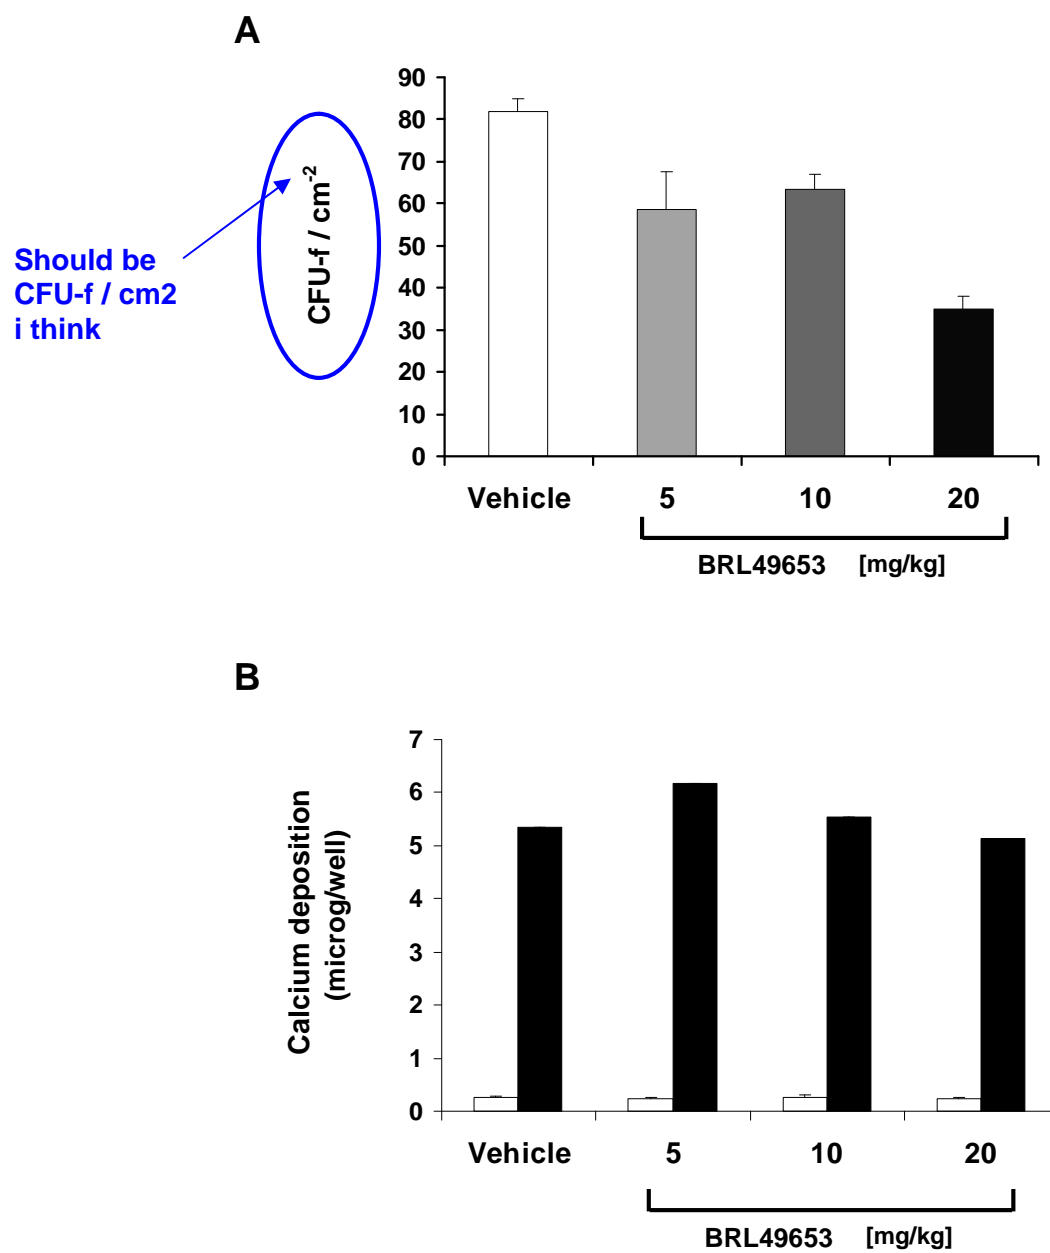 A
90
80
70
60
50
40
30
20
10
0
CFU-f / cm-2
Should be
CFU-f / cm2
i think
Vehicle 5 10 20
BRL49653 [mg/kg]
B
7
6
5
4
3
2
1
0
Calcium deposition
(microg/well)
Vehicle 5 10 20
BRL49653 [mg/kg]